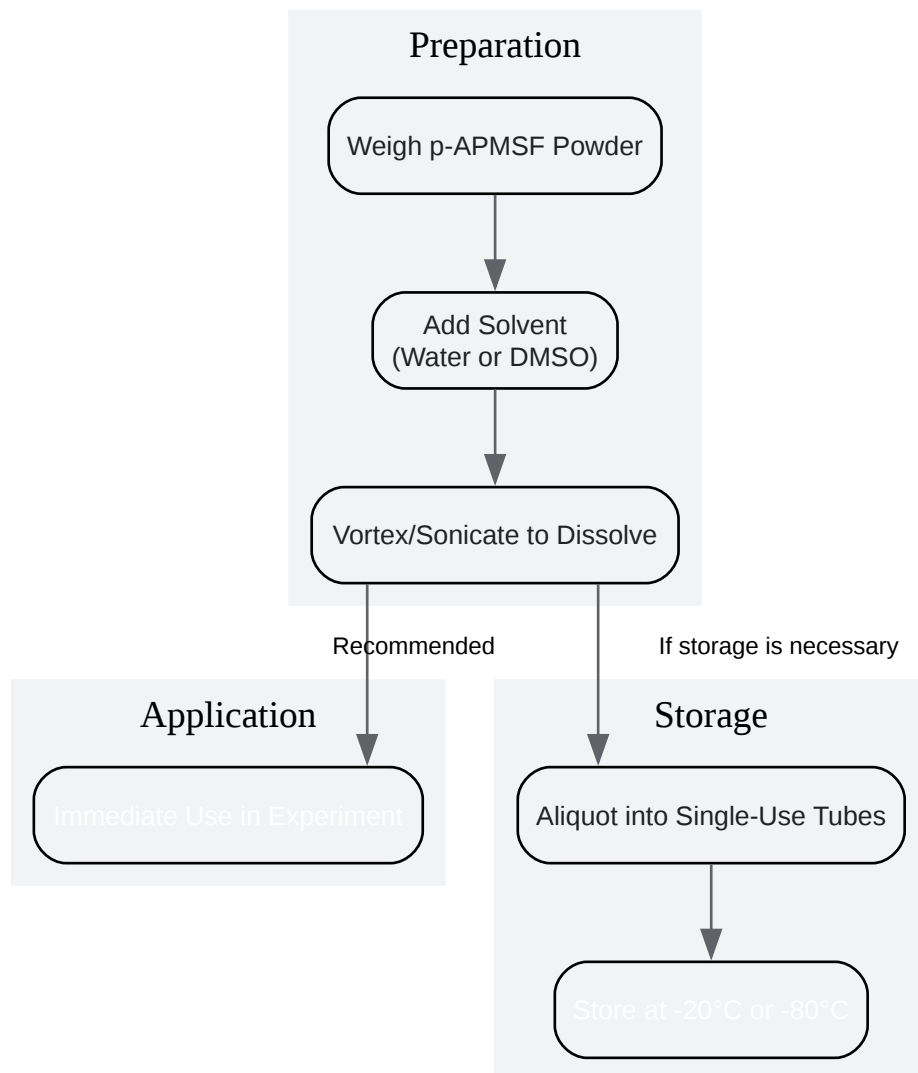 Preparation
Weigh p-APMSF Powder
Add Solvent
(Water or DMSO)
Vortex/Sonicate to Dissolve
Recommended
If storage is necessary
Application
Immediate Use in Experiment
Storage
Aliquot into Single-Use Tubes
Store at -20°C or -80°C